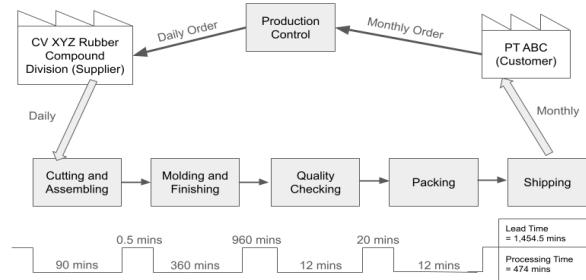 CV XYZ Rubber
Compound
Division (Supplier)
Daily Order
Production
Control
Monthly Order
PT ABC
(Customer)
Daily
Monthly
Cutting and
Assembling
Molding and
Finishing
Quality
Checking
Packing
Shipping
0.5 mins
960 mins
20 mins
Lead Time
= 1,454.5 mins
90 mins
360 mins
12 mins
12 mins
Processing Time
= 474 mins